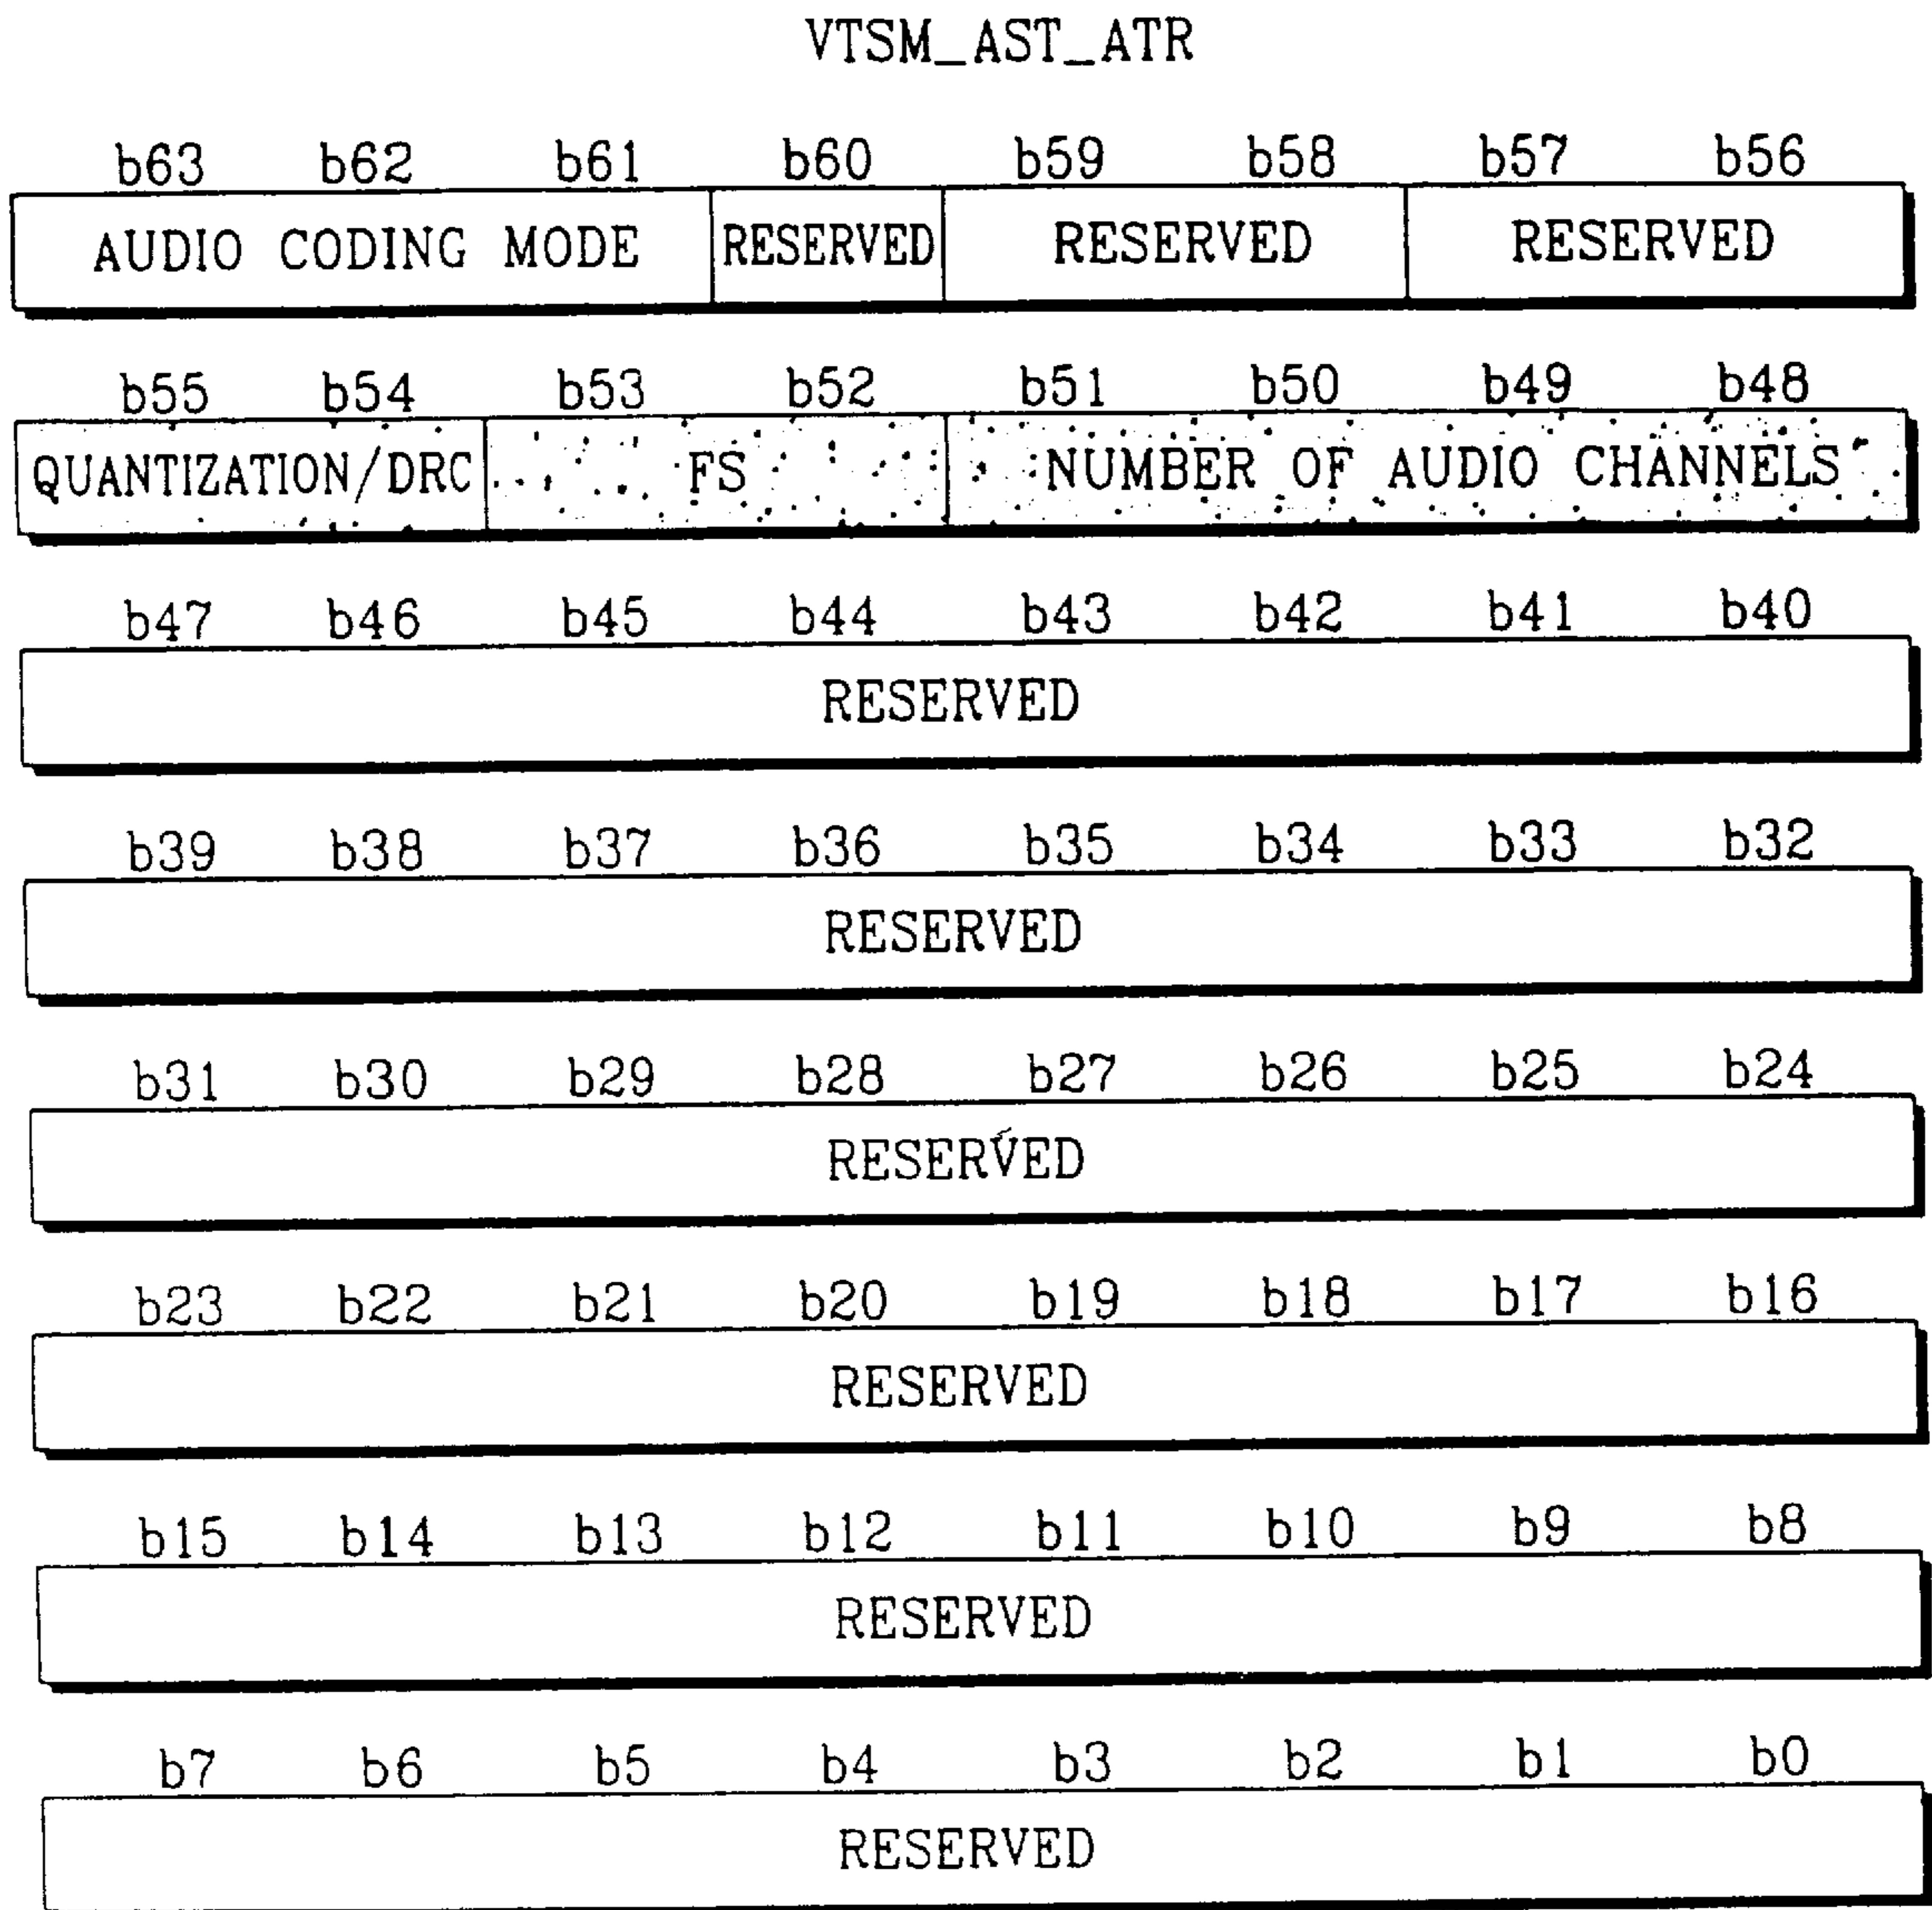 VTSM_AST_ATR
b63 b62 b61 b60 b59 b58 b57 b56
AUDIO CODING MODE RESERVED RESERVED RESERVED
b55 b54 b53 b52 b51 b50 b49 b48
QUANTIZATION/DRC FS NUMBER OF AUDIO CHANNELS
b47 b46 b45 b44 b43 b42 b41 b40
RESERVED
b39 b38 b37 b36 b35 b34 b33 b32
RESERVED
b31 b30 b29 b28 b27 b26 b25 b24
RESERVED
b23 b22 b21 b20 b19 b18 b17 b16
RESERVED
b15 b14 b13 b12 b11 b10 b9 b8
RESERVED
b7 b6 b5 b4 b3 b2 b1 b0
RESERVED